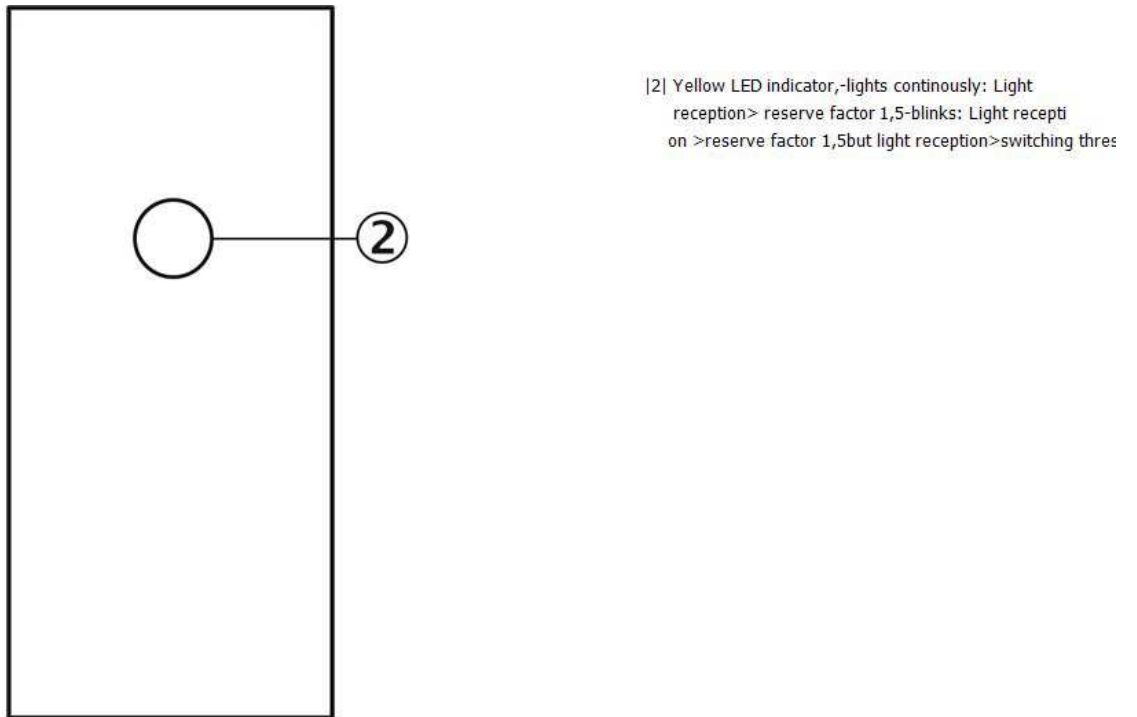 |2| Yellow LED indicator,-lights continously: Light
reception> reserve factor 1,5-blinks: Light recepti
on >reserve factor 1,5but light reception>switching thres
②